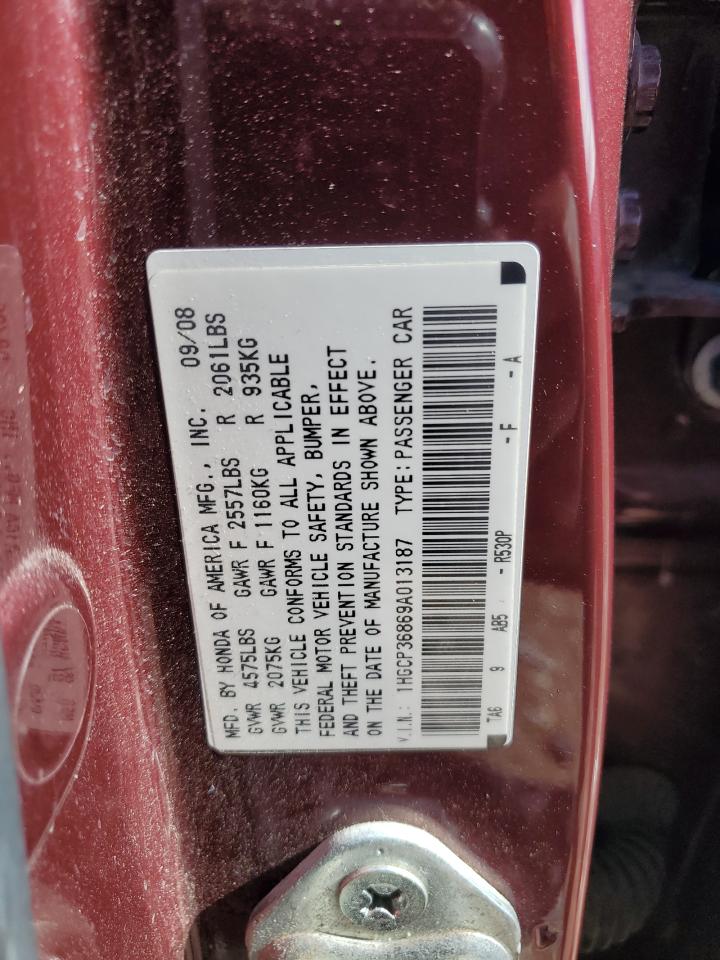 MFD. BY HONDA OF AMERICA MFG., INC. 09/08
GVWR 4575LBS GAWR F 2557LBS R 2061LBS
GVWR 2075KG GAWR F 1160KG R 935KG
THIS VEHICLE CONFORMS TO ALL APPLICABLE
FEDERAL MOTOR VEHICLE SAFETY, BUMPER,
AND THEFT PREVENTION STANDARDS IN EFFECT
ON THE DATE OF MANUFACTURE SHOWN ABOVE.
V.I.N.: 1HGCP36869A013187 TYPE: PASSENGER CAR
TA6 9 AB5 - R530P - F - A